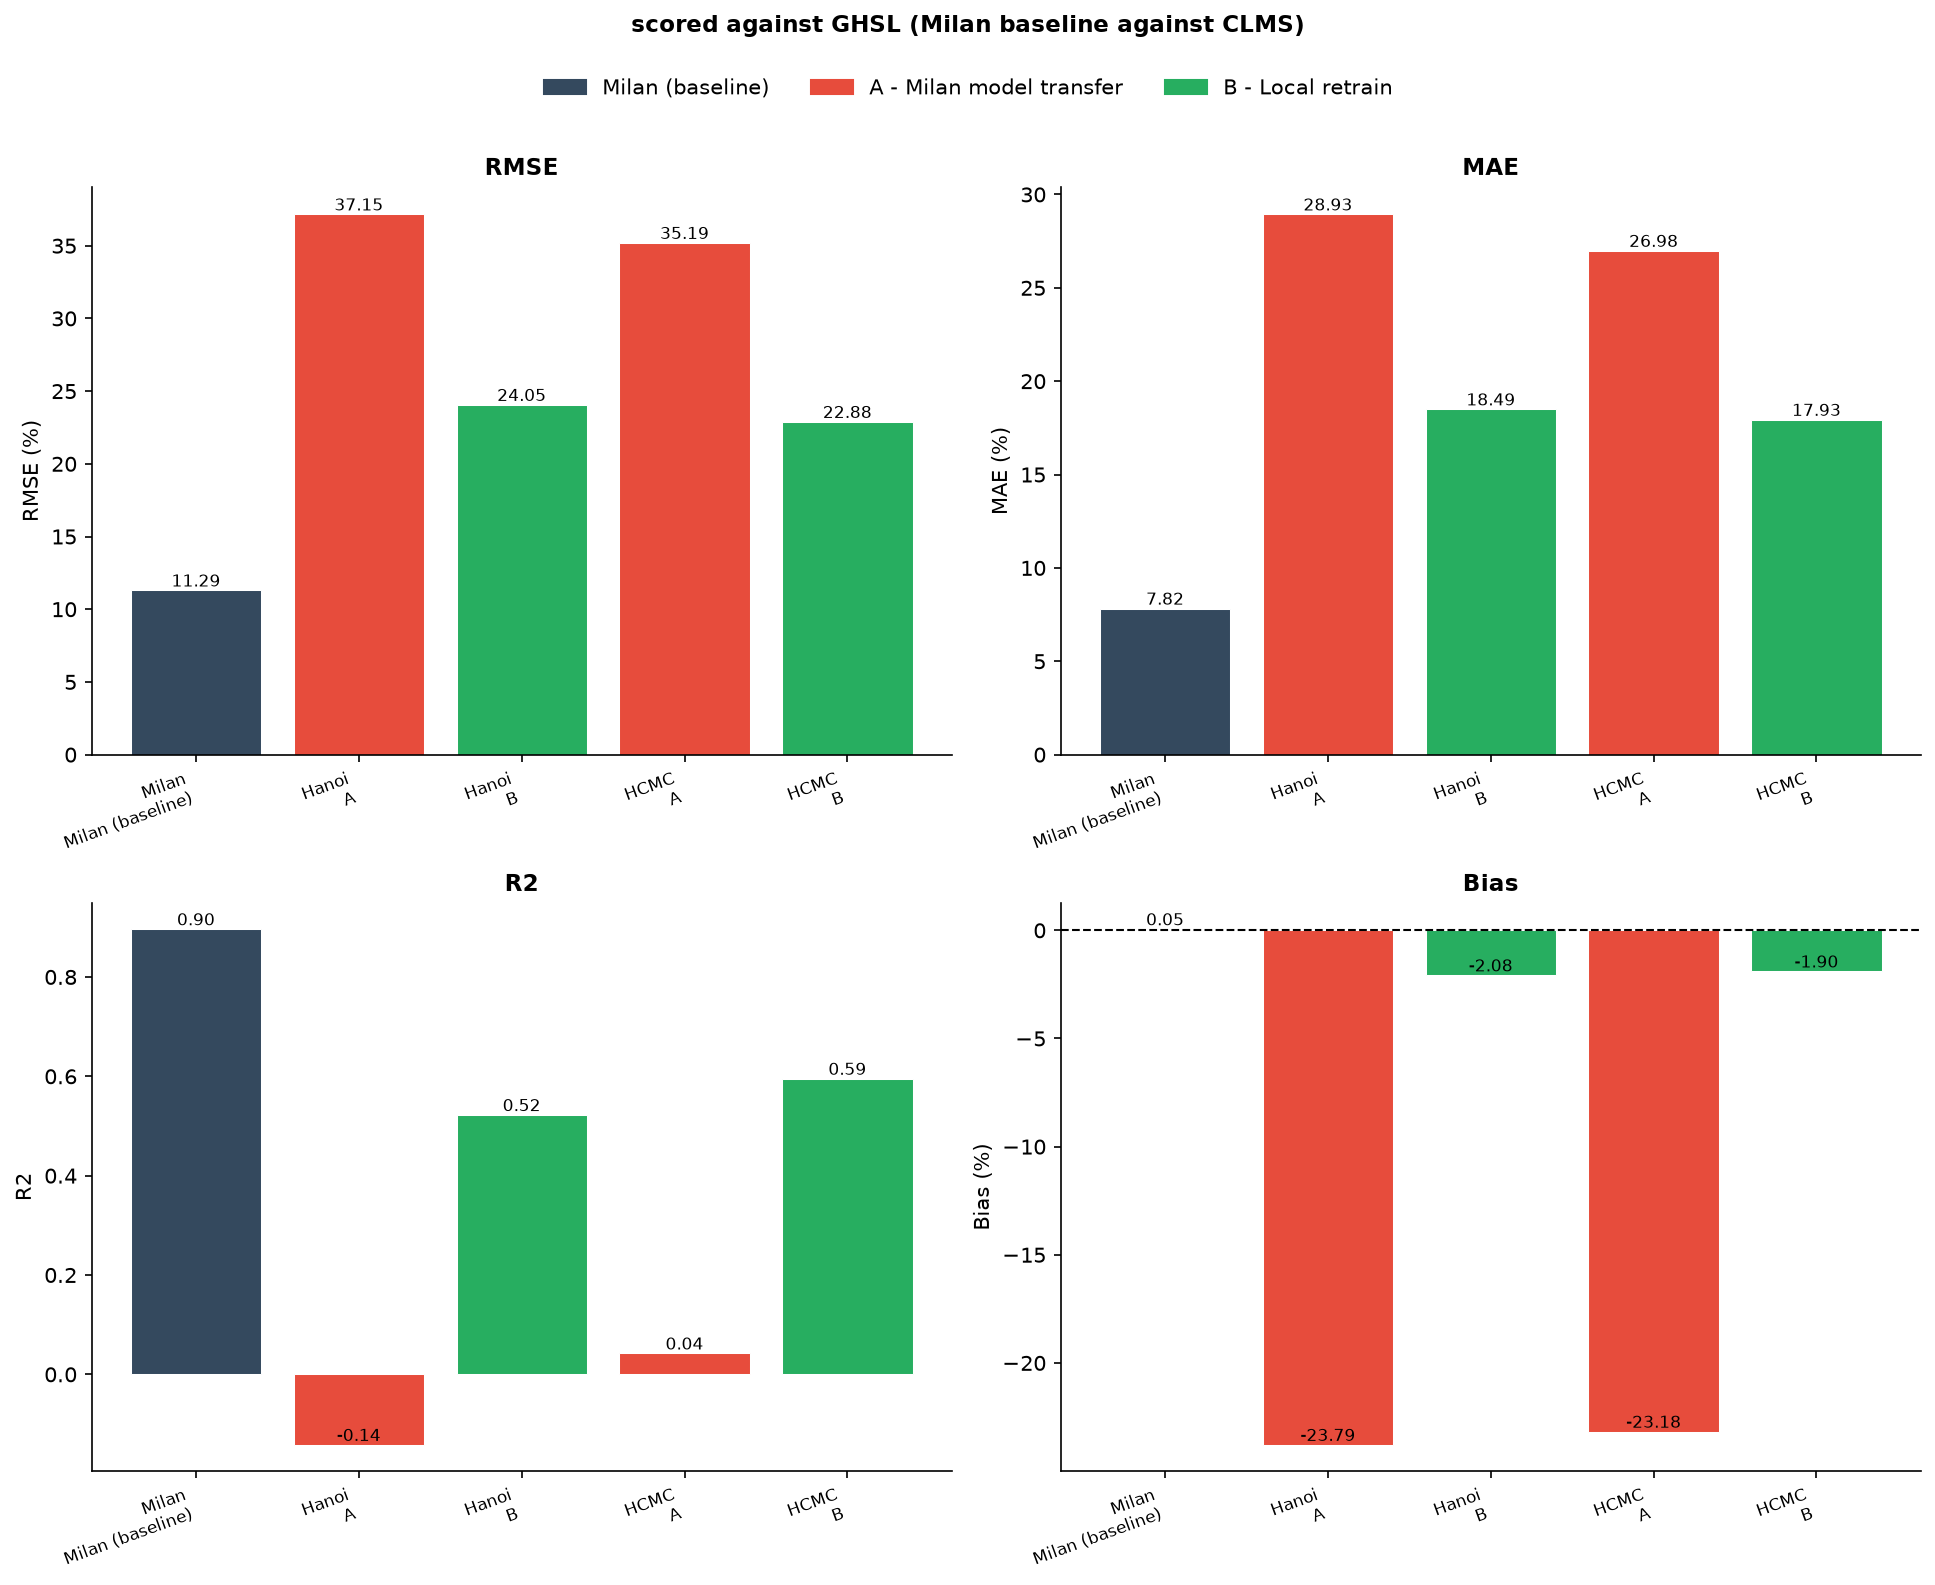 scored against GHSL (Milan baseline against CLMS)
Milan (baseline)
A - Milan model transfer
B - Local retrain
RMSE
RMSE (%)
35
30
25
20
15
10
5
0
11.29
37.15
24.05
35.19
22.88
Milan
Milan (baseline)
Hanoi
A
Hanoi
B
HCMC
A
HCMC
B
MAE
MAE (%)
30
25
20
15
10
5
0
7.82
28.93
18.49
26.98
17.93
Milan
Milan (baseline)
Hanoi
A
Hanoi
B
HCMC
A
HCMC
B
R2
R2
0.8
0.6
0.4
0.2
0.0
0.90
-0.14
0.52
0.04
0.59
Milan
Milan (baseline)
Hanoi
A
Hanoi
B
HCMC
A
HCMC
B
Bias
Bias (%)
0
−5
−10
−15
−20
0.05
-23.79
-2.08
-23.18
-1.90
Milan
Milan (baseline)
Hanoi
A
Hanoi
B
HCMC
A
HCMC
B